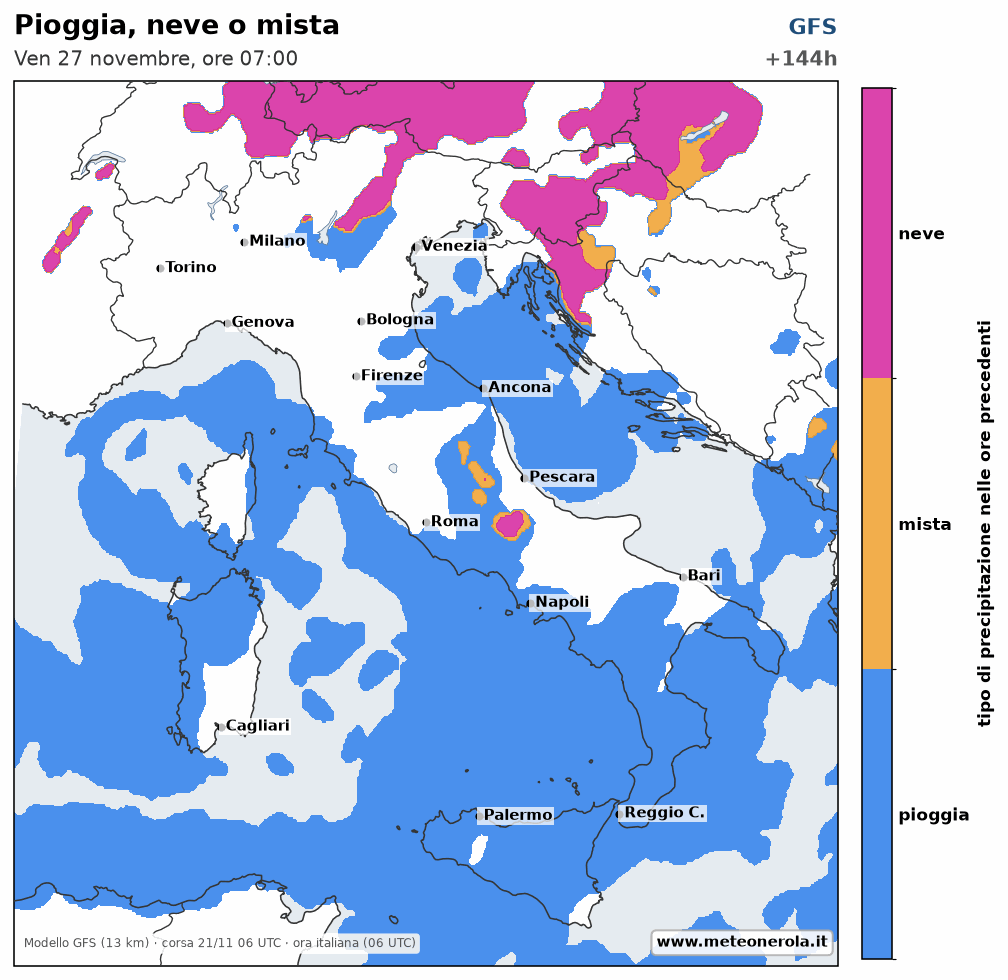 Pioggia, neve o mista
GFS
Ven 27 novembre, ore 07:00
+144h
neve
mista
pioggia
tipo di precipitazione nelle ore precedenti
Milano
Venezia
Torino
Genova
Bologna
Firenze
Ancona
Pescara
Roma
Bari
Napoli
Cagliari
Palermo
Reggio C.
Modello GFS (13 km) · corsa 21/11 06 UTC · ora italiana (06 UTC)
www.meteonerola.it